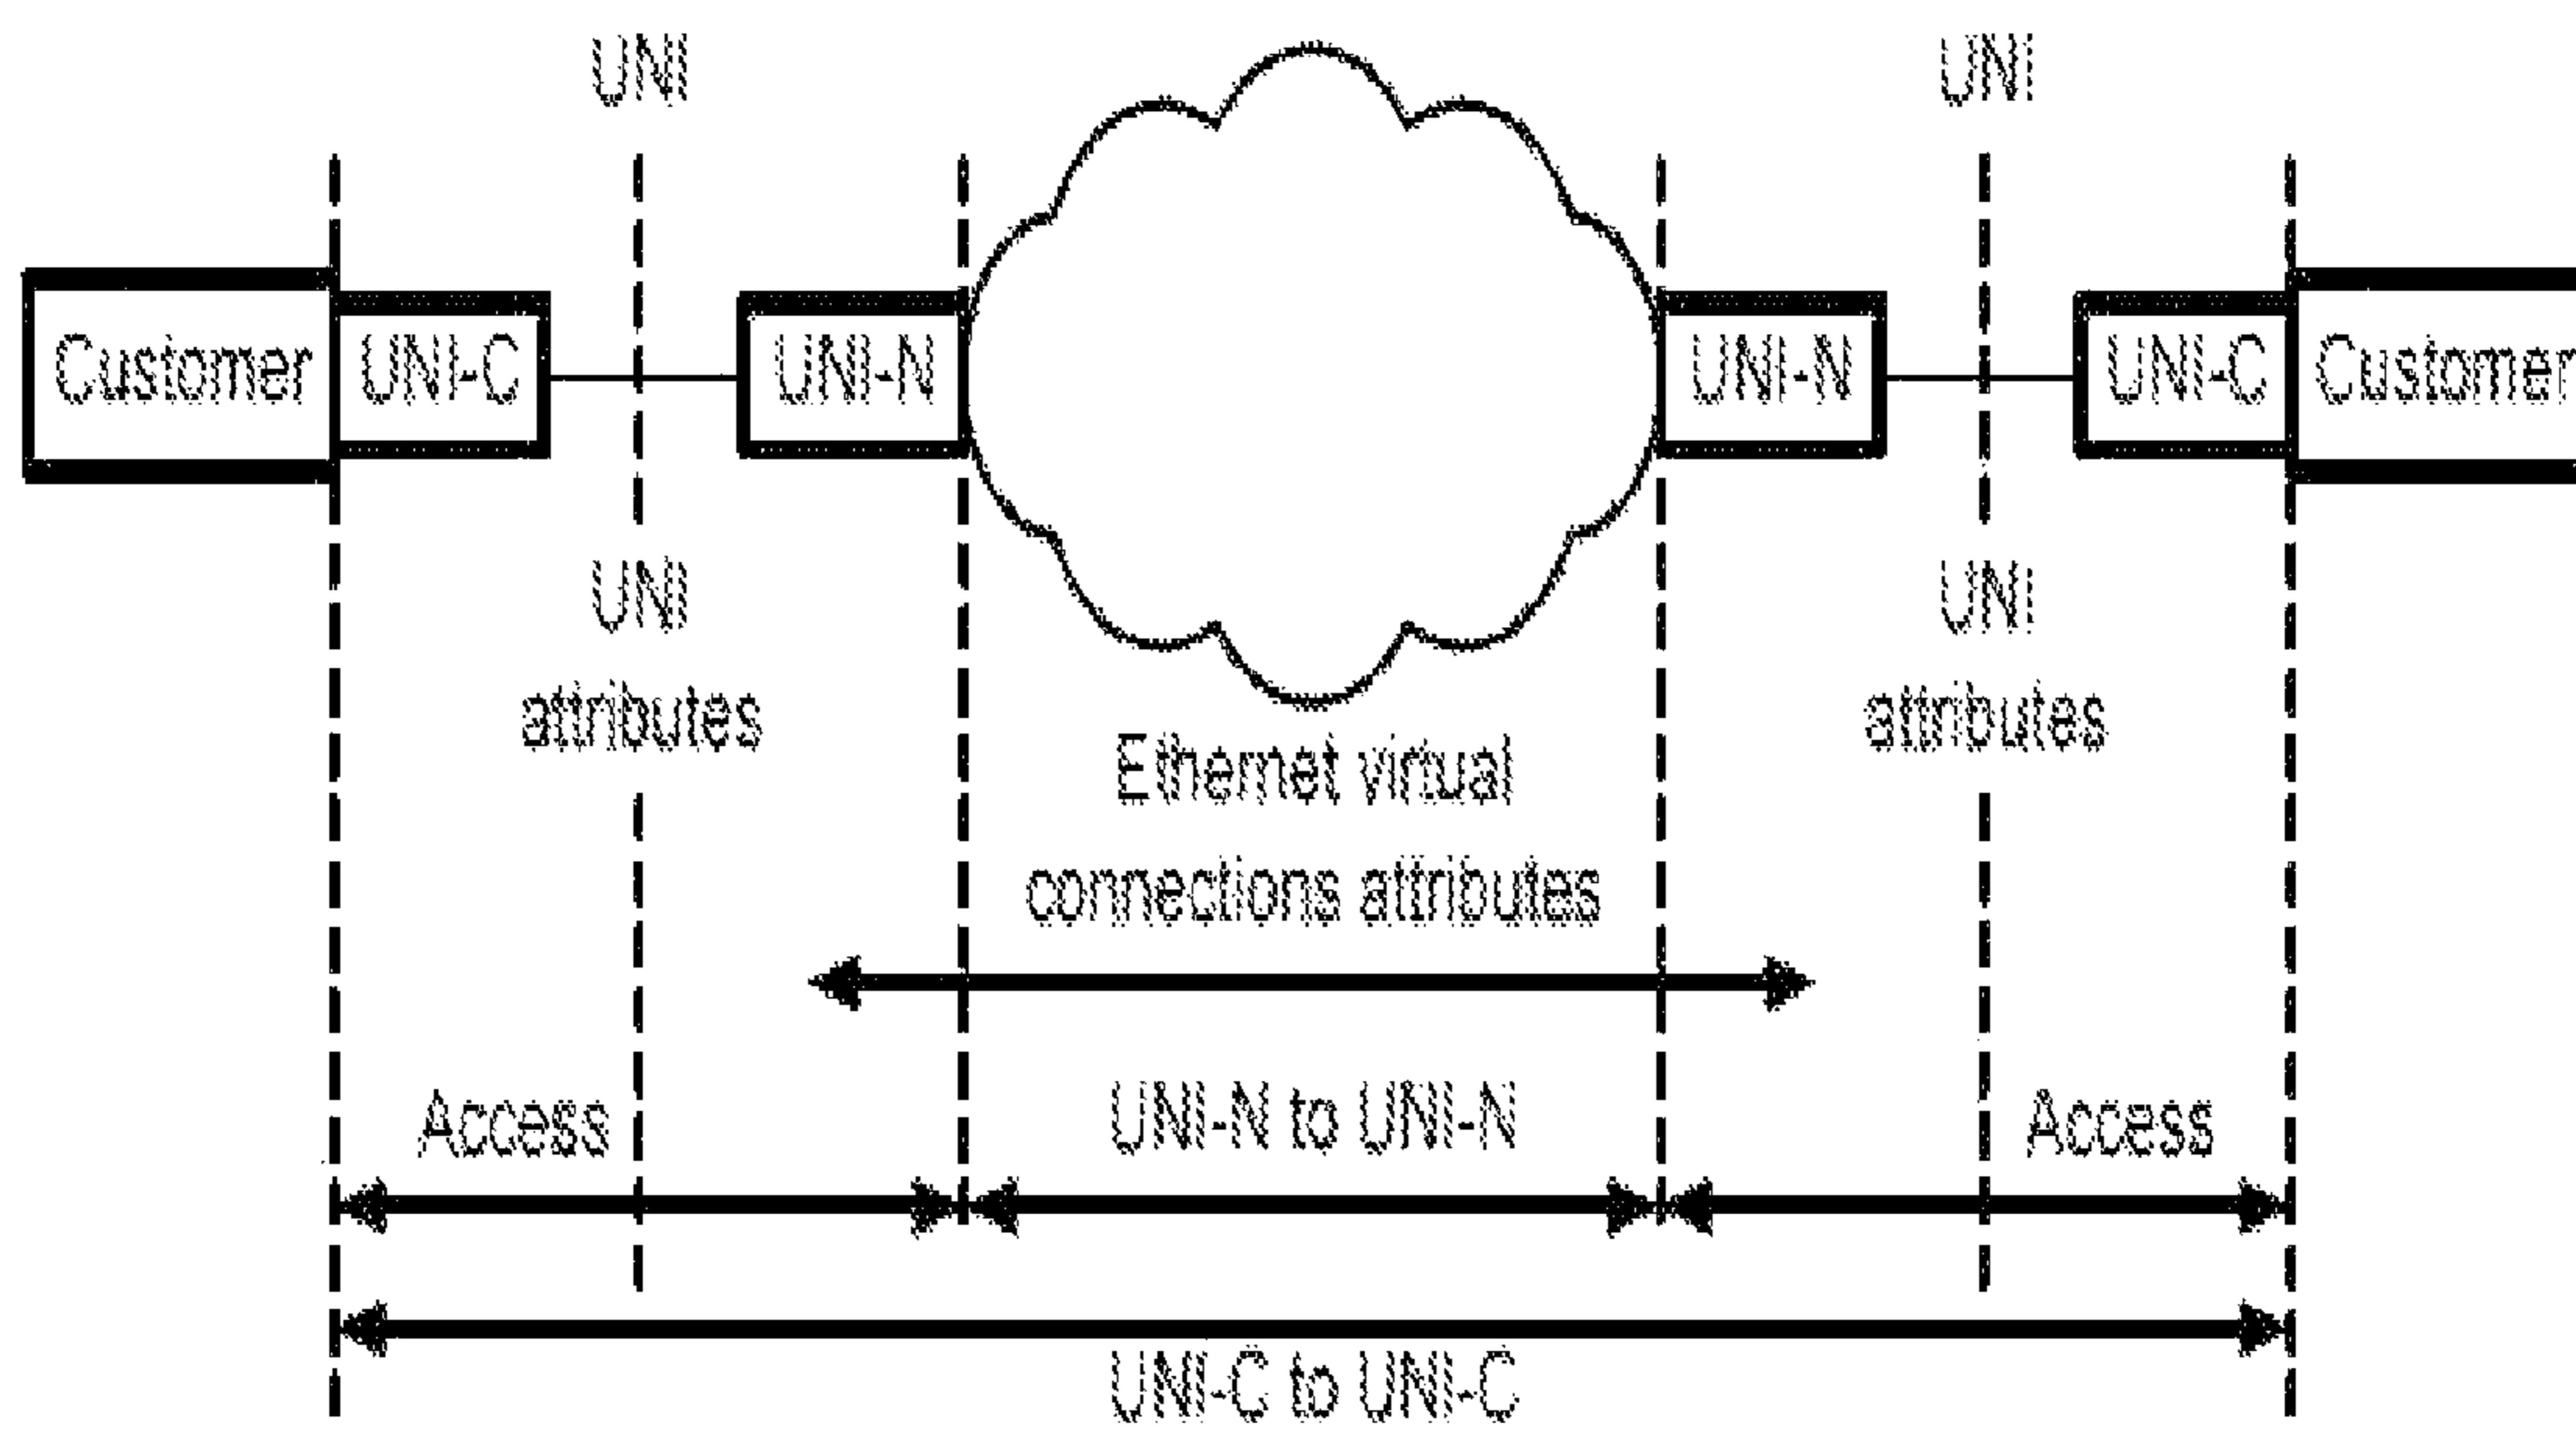 UNI
UNI
Customer
UNI-C
UNI-N
UNI-N
UNI-C
Customer
UNI
attributes
UNI
attributes
Ethernet virtual
connections attributes
Access
UNI-N to UNI-N
Access
UNI-C to UNI-C